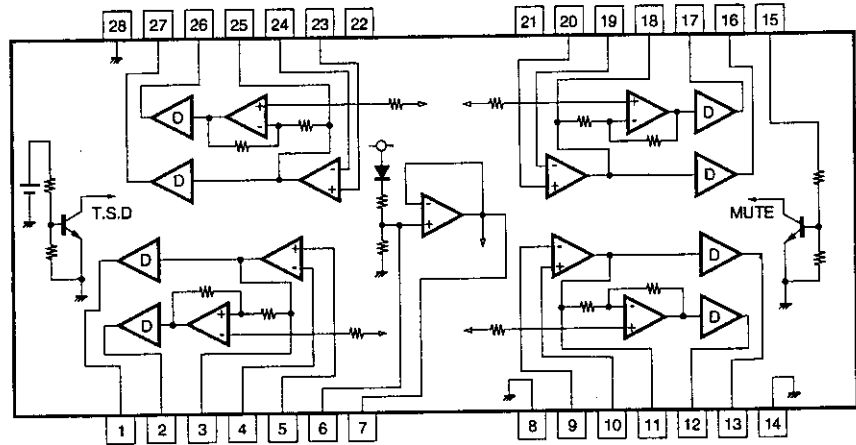 28 27 26 25 24 23 22 21 20 19 18 17 16 15
D + - + - D
D - + - + D
T.S.D - + MUTE
D + - - + D
D + - - + D
1 2 3 4 5 6 7 8 9 10 11 12 13 14